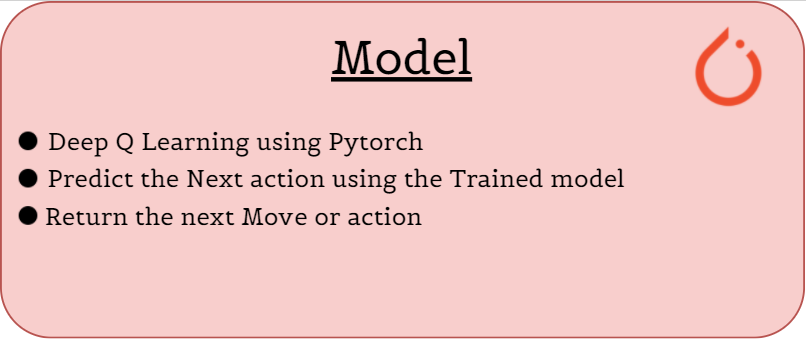 Model
● Deep Q Learning using Pytorch
● Predict the Next action using the Trained model
● Return the next Move or action